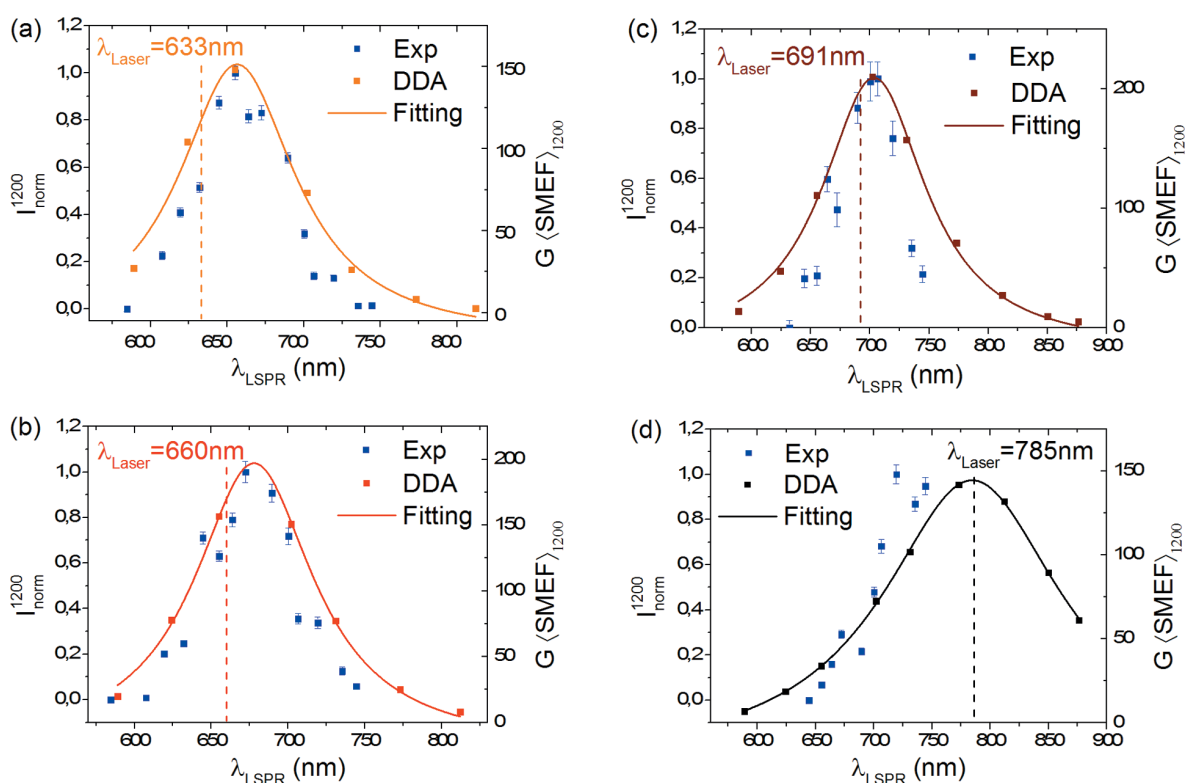 (a)
λLaser=633nm
Exp
DDA
Fitting
1,2
1,0
0,8
0,6
0,4
0,2
0,0
I1200norm
150
100
50
0
G ⟨SMEF⟩1200
600 650 700 750 800
λLSPR (nm)
(c)
λLaser=691nm
Exp
DDA
Fitting
1,2
1,0
0,8
0,6
0,4
0,2
0,0
I1200norm
200
100
0
G ⟨SMEF⟩1200
600 650 700 750 800 850 900
λLSPR (nm)
(b)
λLaser=660nm
Exp
DDA
Fitting
1,2
1,0
0,8
0,6
0,4
0,2
0,0
I1200norm
200
150
100
50
0
G ⟨SMEF⟩1200
600 650 700 750 800
λLSPR (nm)
(d)
Exp
DDA
Fitting
λLaser=785nm
1,2
1,0
0,8
0,6
0,4
0,2
0,0
I1200norm
150
100
50
0
G ⟨SMEF⟩1200
600 650 700 750 800 850 900
λLSPR (nm)